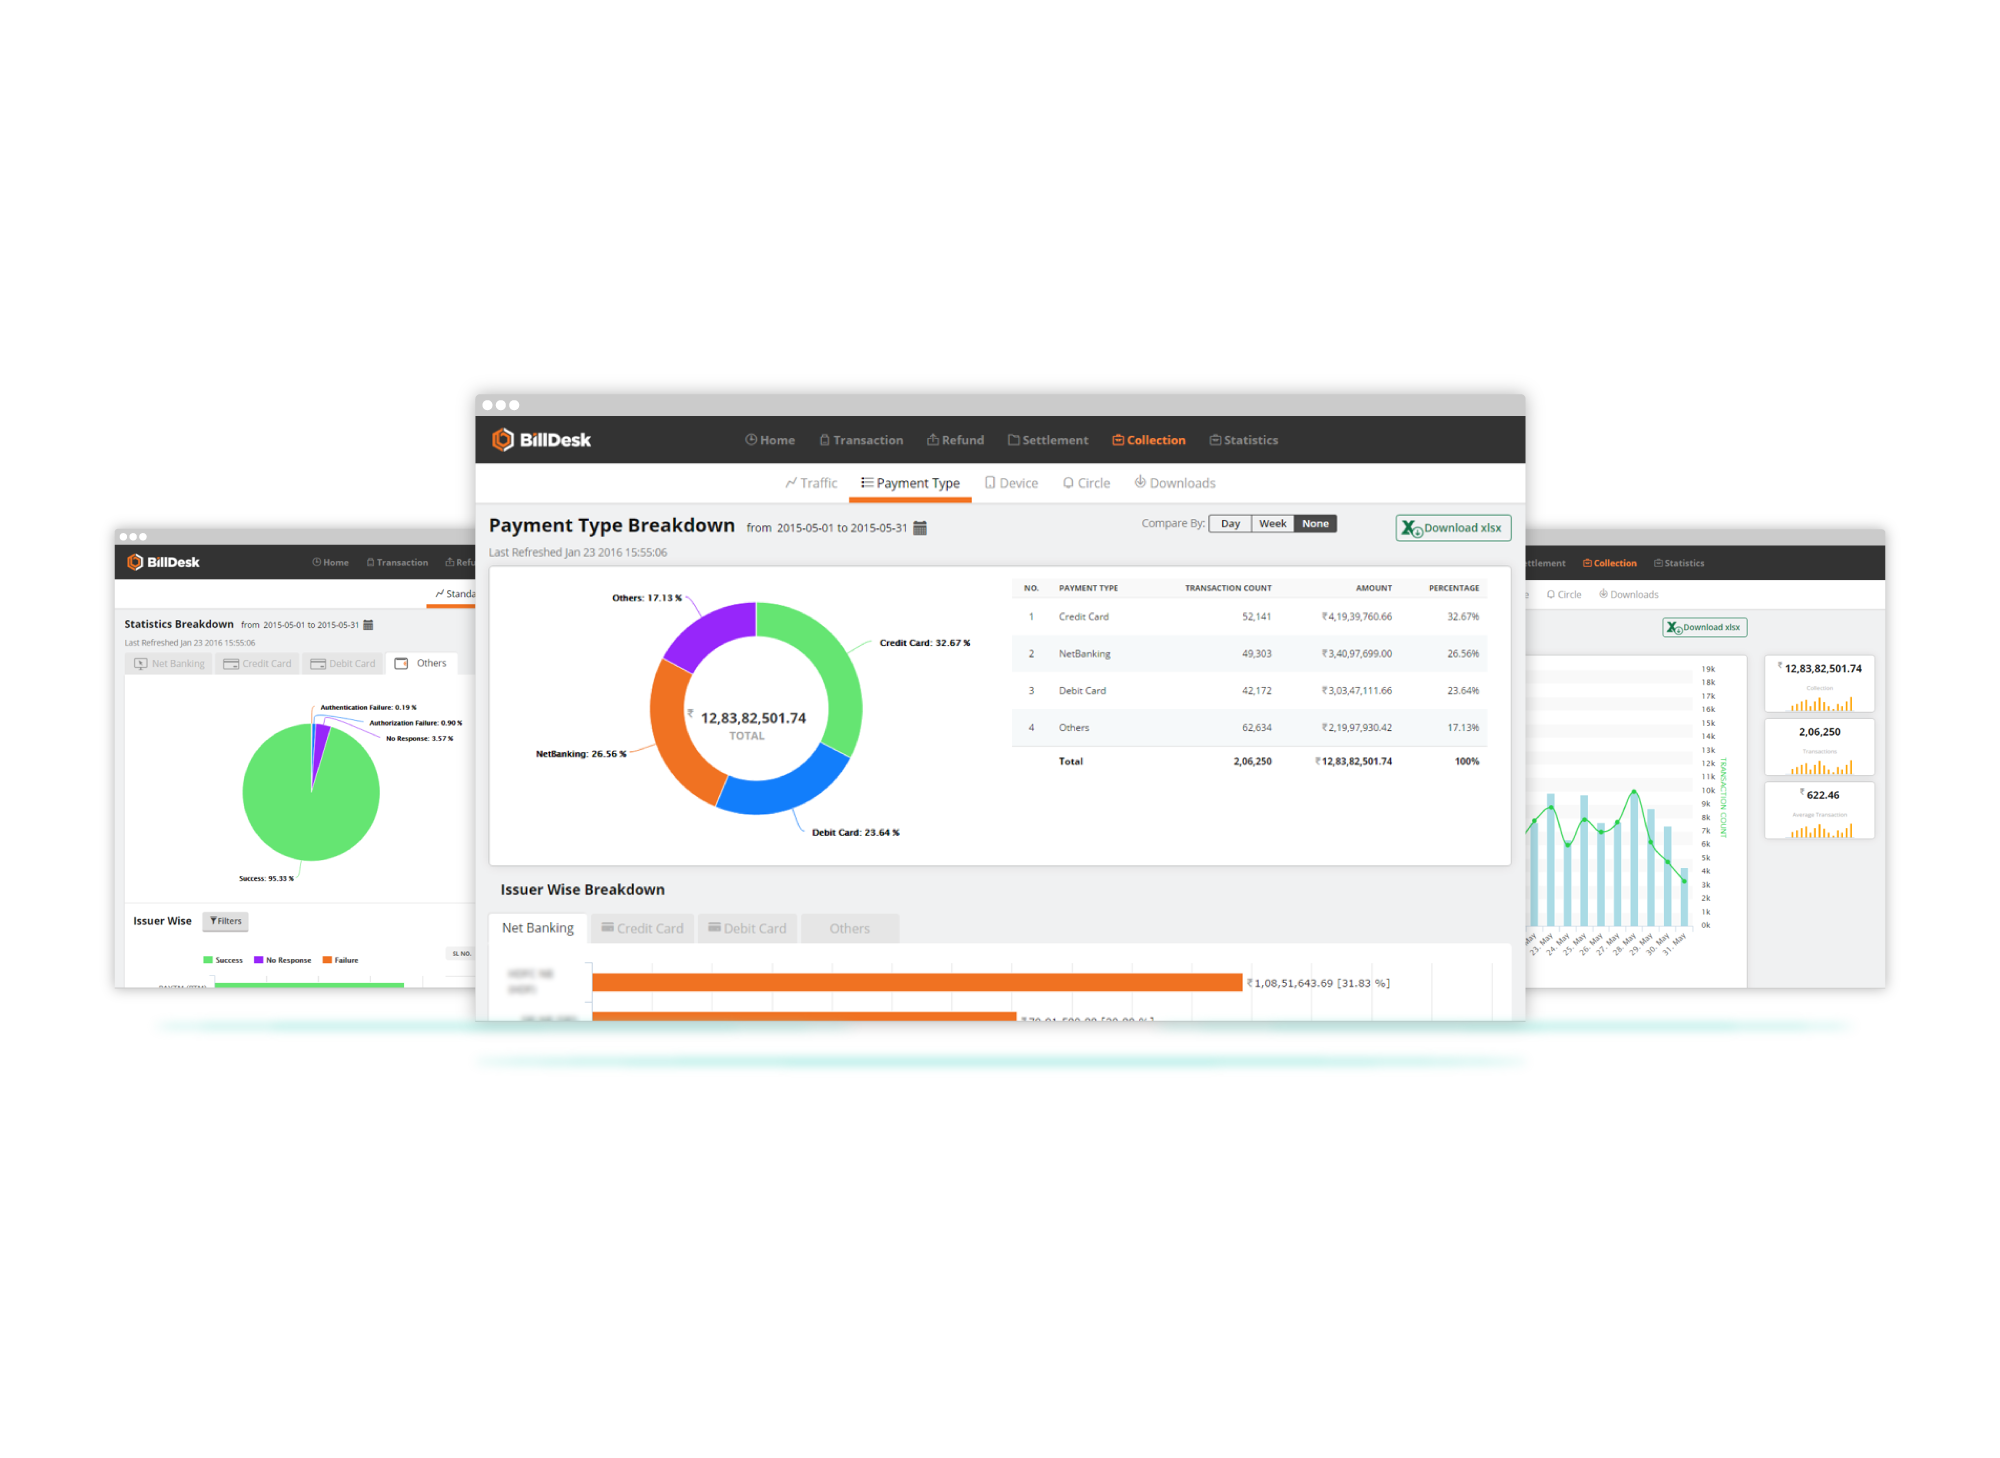 BillDesk
Home Transaction Refund Settlement Collection Statistics
Traffic Payment Type Device Circle Downloads
Payment Type Breakdown from 2015-05-01 to 2015-05-31
Compare By: Day Week None
Download xlsx
Last Refreshed Jan 23 2016 15:55:06
Others: 17.13 %
Credit Card: 32.67 %
NetBanking: 26.56 %
Debit Card: 23.64 %
₹ 12,83,82,501.74
TOTAL
NO. PAYMENT TYPE TRANSACTION COUNT AMOUNT PERCENTAGE
1 Credit Card 52,141 ₹4,19,39,760.66 32.67%
2 NetBanking 49,303 ₹3,40,97,699.00 26.56%
3 Debit Card 42,172 ₹3,03,47,111.66 23.64%
4 Others 62,634 ₹2,19,97,930.42 17.13%
Total 2,06,250 ₹12,83,82,501.74 100%
Issuer Wise Breakdown
Net Banking Credit Card Debit Card Others
₹1,08,51,643.69 [31.83 %]
BillDesk
Home Transaction Refu
Standa
Statistics Breakdown from 2015-05-01 to 2015-05-31
Last Refreshed Jan 23 2016 15:55:06
Net Banking Credit Card Debit Card Others
Authentication Failure: 0.19 %
Authorization Failure: 0.90 %
No Response: 3.57 %
Success: 95.33 %
Issuer Wise Filters
SL NO.
Success No Response Failure
ttlement Collection Statistics
e Circle Downloads
Download xlsx
19k
18k
17k
16k
15k
14k
13k
12k
11k
10k
9k
8k
7k
6k
5k
4k
3k
2k
1k
0k
TRANSACTION COUNT
May
23. May
24. May
25. May
26. May
27. May
28. May
29. May
30. May
31. May
₹ 12,83,82,501.74
Collection
2,06,250
Transactions
₹ 622.46
Average Transaction